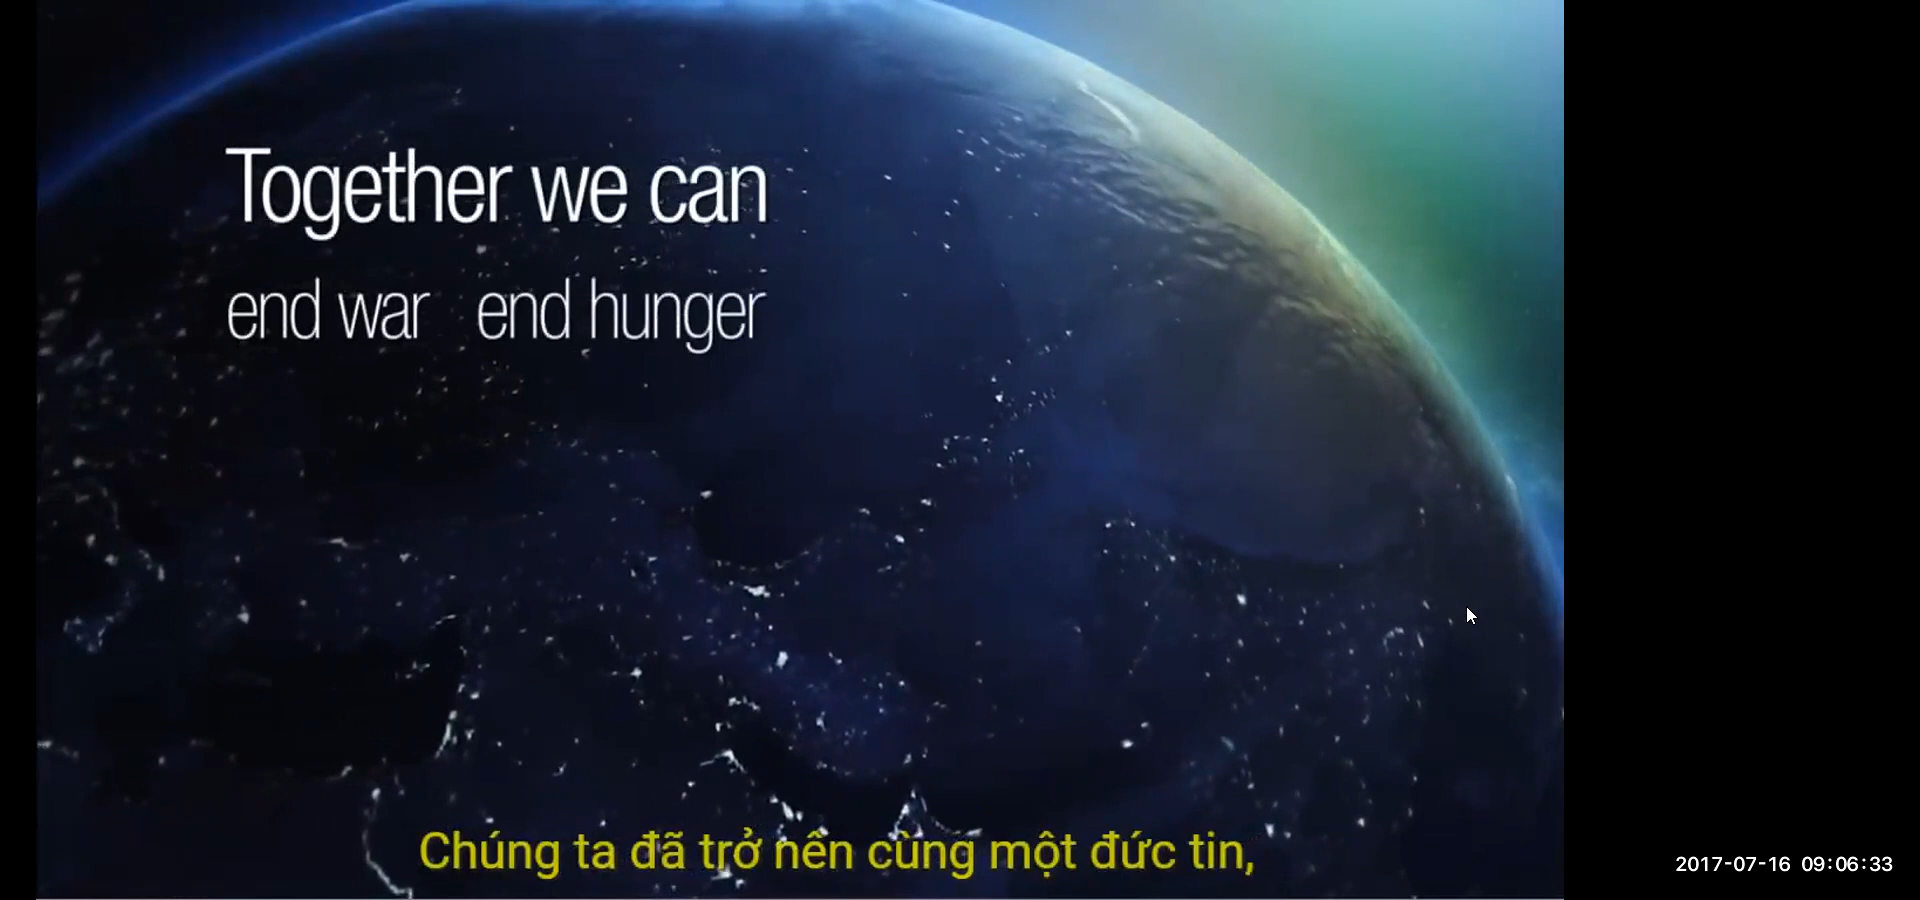 Together we can
end war end hunger
Chúng ta đã trở nên cùng một đức tin,
2017-07-16 09:06:33